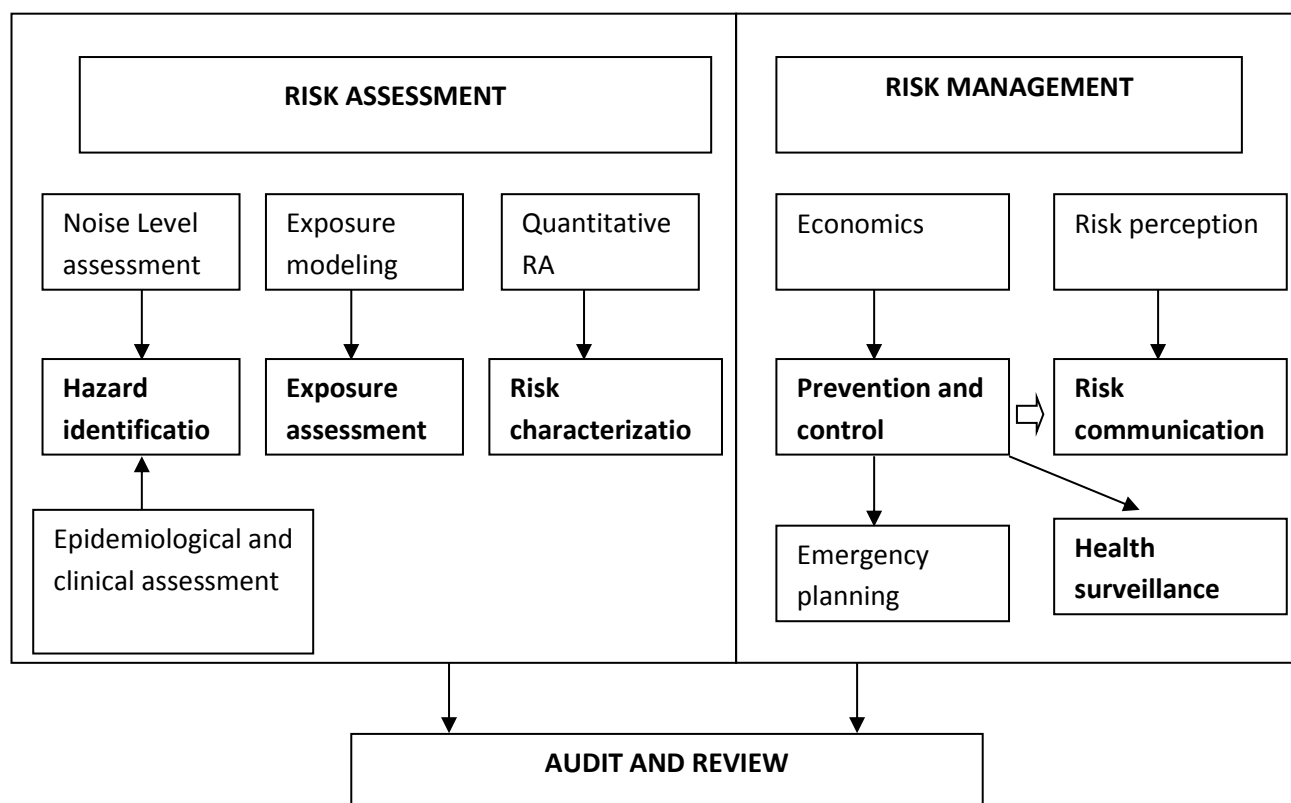 RISK ASSESSMENT
RISK MANAGEMENT
Noise Level
assessment
Exposure
modeling
Quantitative
RA
Economics
Risk perception
Hazard
identificatio
Exposure
assessment
Risk
characterizatio
Prevention and
control
Risk
communication
Epidemiological and
clinical assessment
Emergency
planning
Health
surveillance
AUDIT AND REVIEW